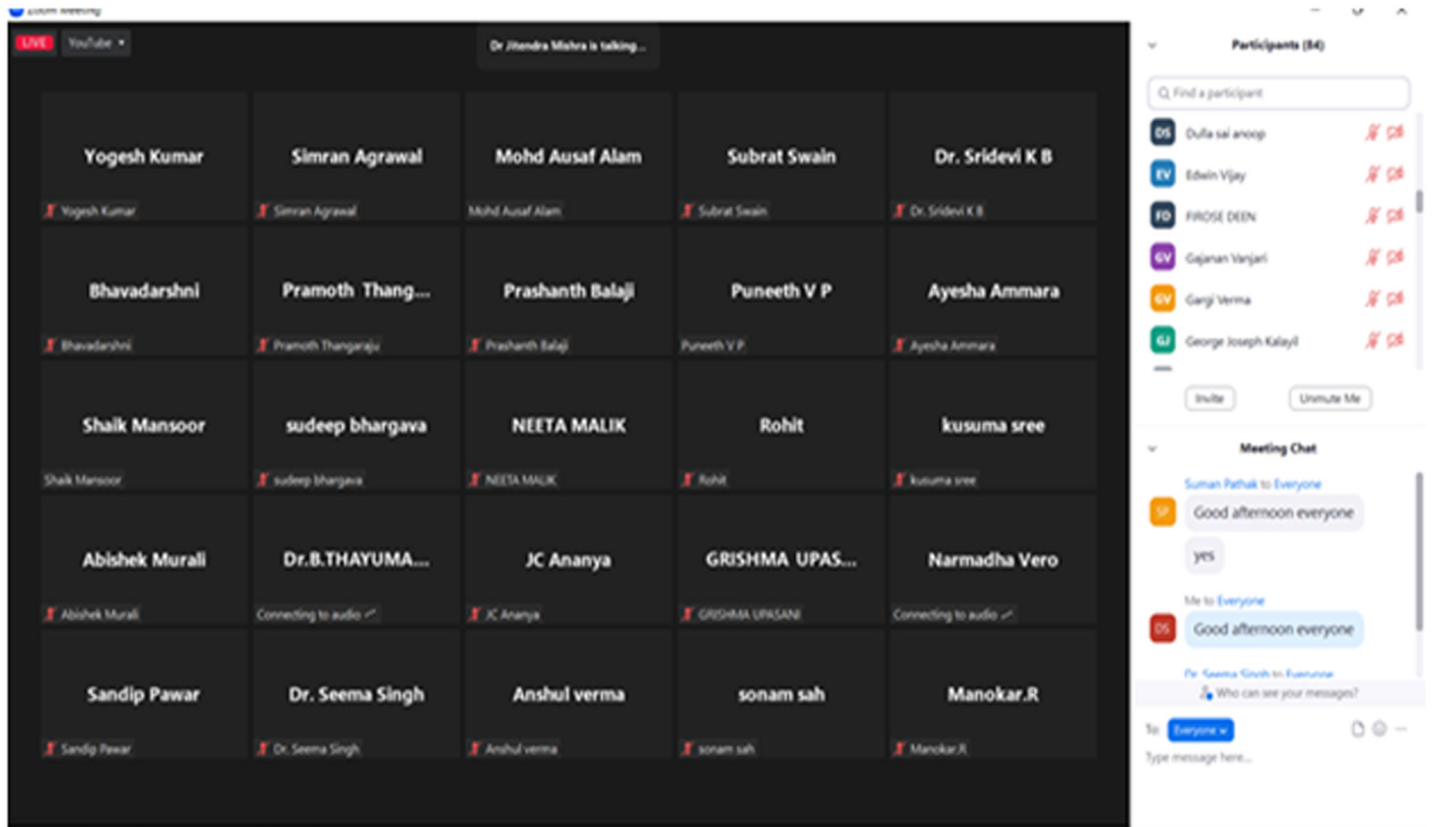 Zoom Meeting
LIVE YouTube
Dr Jitendra Mishra is talking...
Yogesh Kumar
Simran Agrawal
Mohd Ausaf Alam
Subrat Swain
Dr. Sridevi K B
Yogesh Kumar
Simran Agrawal
Mohd Ausaf Alam
Subrat Swain
Dr. Sridevi K B
Bhavadarshni
Pramoth Thang...
Prashanth Balaji
Puneeth V P
Ayesha Ammara
Bhavadarshni
Pramoth Thangaraju
Prashanth Balaji
Puneeth V P
Ayesha Ammara
Shaik Mansoor
sudeep bhargava
NEETA MALIK
Rohit
kusuma sree
Shaik Mansoor
sudeep bhargava
NEETA MALIK
Rohit
kusuma sree
Abishek Murali
Dr.B.THAYUMA...
JC Ananya
GRISHMA UPAS...
Narmadha Vero
Abishek Murali
Connecting to audio
JC Ananya
GRISHMA UPASANI
Connecting to audio
Sandip Pawar
Dr. Seema Singh
Anshul verma
sonam sah
Manokar.R
Sandip Pawar
Dr. Seema Singh
Anshul verma
sonam sah
Manokar.R
Participants (84)
Find a participant
DS Dulla sai anoop
EV Edwin Vijay
FD FIROSE DEEN
GV Gajanan Vanjari
GV Gargi Verma
GJ George Joseph Kalayil
Invite
Unmute Me
Meeting Chat
Suman Pathak to Everyone
SP Good afternoon everyone
yes
Me to Everyone
DS Good afternoon everyone
Dr. Seema Singh to Everyone
Who can see your messages?
To: Everyone
Type message here...